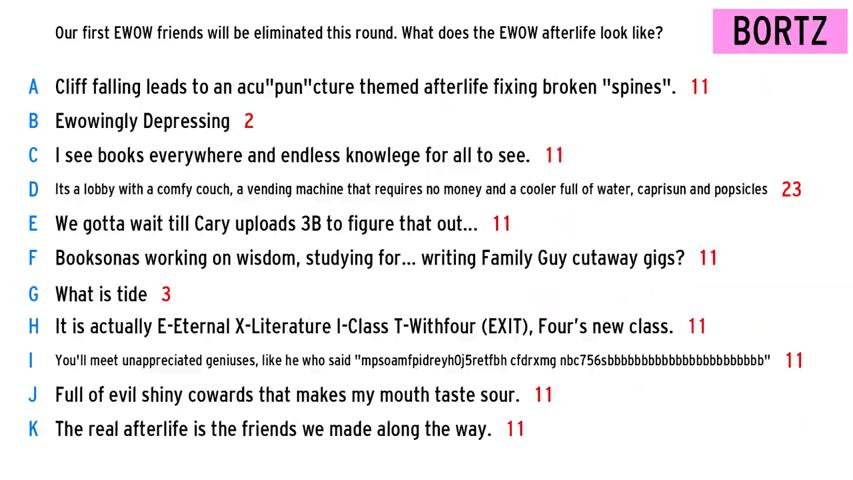 Our first EWOW friends will be eliminated this round. What does the EWOW afterlife look like?
BORTZ
A Cliff falling leads to an acu"pun"cture themed afterlife fixing broken "spines". 11
B Ewowingly Depressing 2
C I see books everywhere and endless knowlege for all to see. 11
D Its a lobby with a comfy couch, a vending machine that requires no money and a cooler full of water, caprisun and popsicles 23
E We gotta wait till Cary uploads 3B to figure that out... 11
F Booksonas working on wisdom, studying for... writing Family Guy cutaway gigs? 11
G What is tide 3
H It is actually E-Eternal X-Literature I-Class T-Withfour (EXIT), Four's new class. 11
I You'll meet unappreciated geniuses, like he who said "mpsoamfpidreyh0j5retfbh cfdrxmg nbc756sbbbbbbbbbbbbbbbbbbbbbbb" 11
J Full of evil shiny cowards that makes my mouth taste sour. 11
K The real afterlife is the friends we made along the way. 11